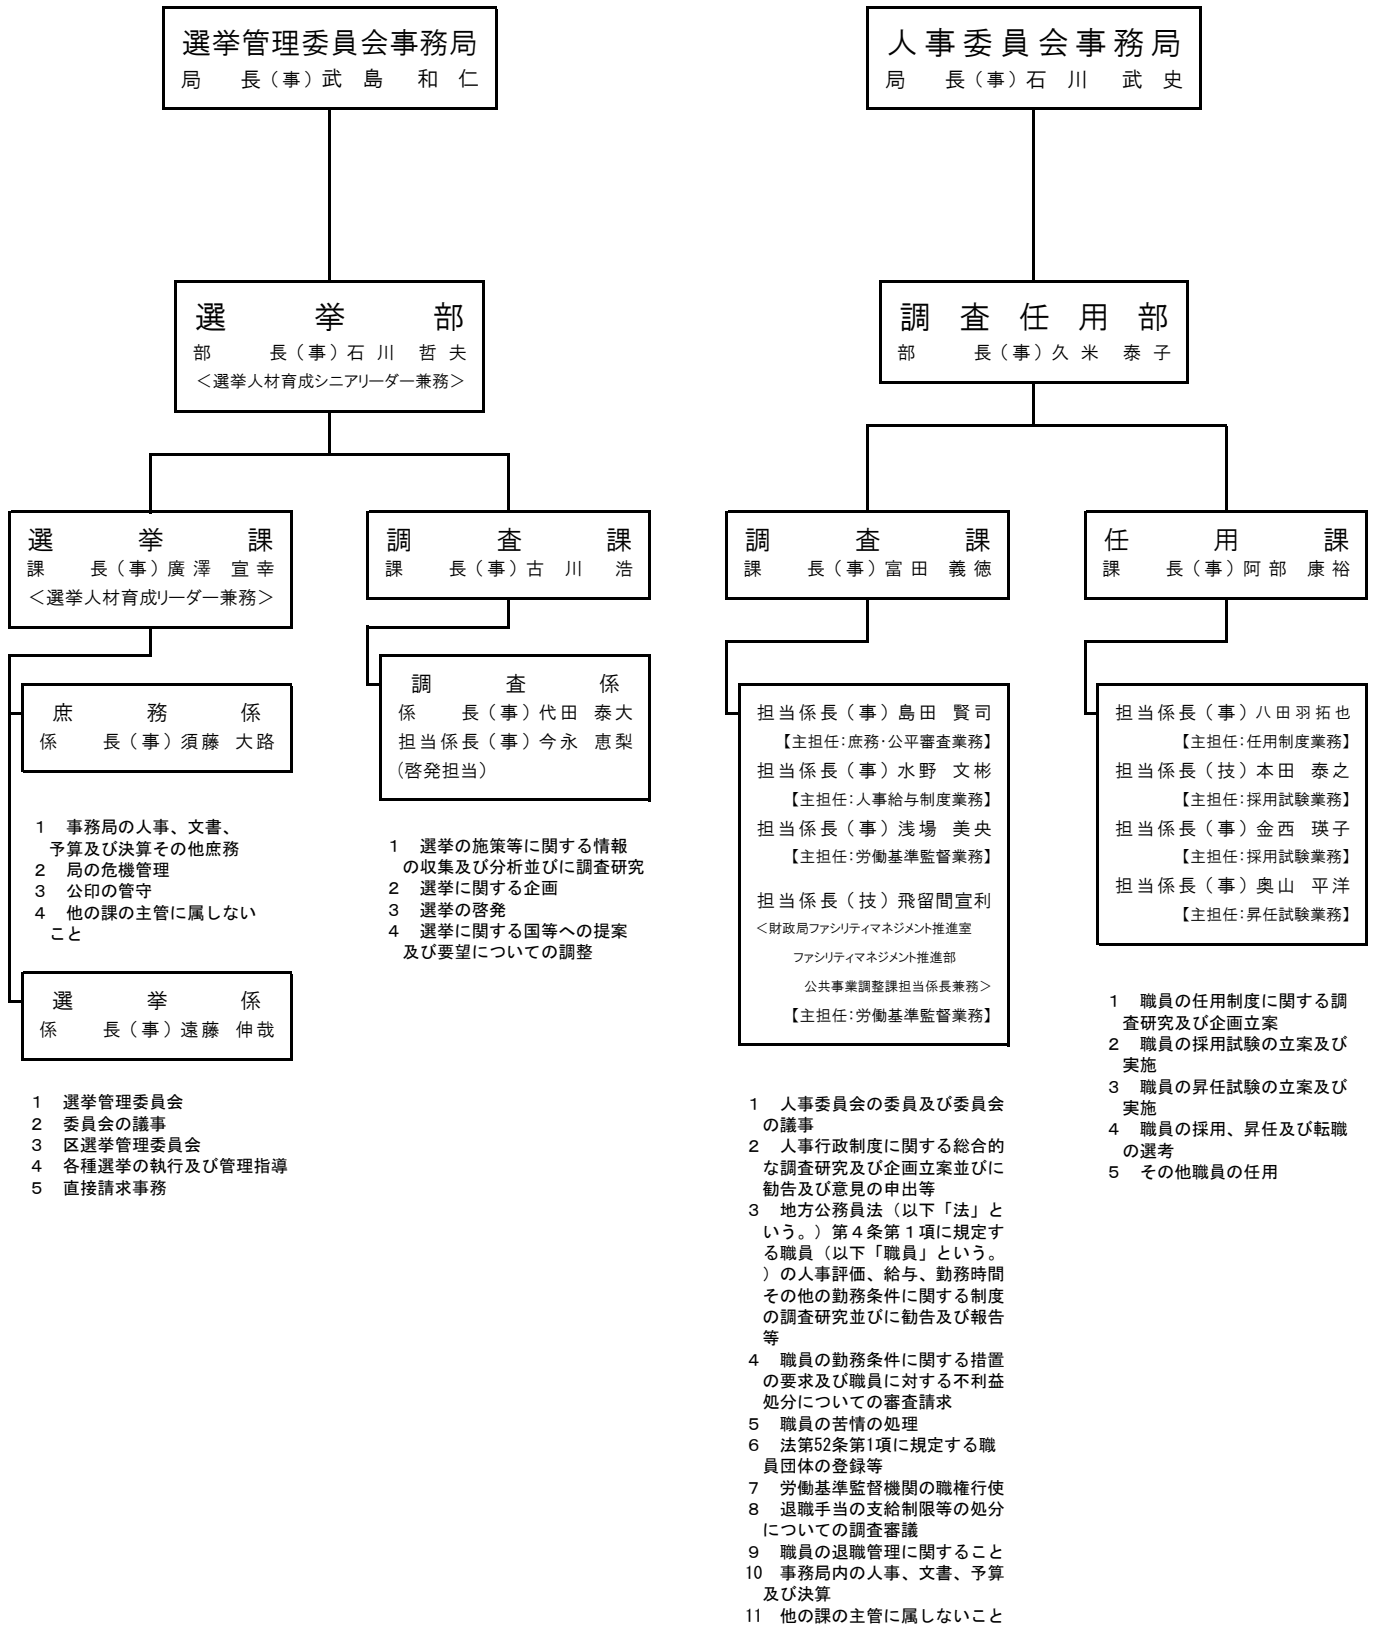 選挙管理委員会事務局
局　長（事）武島　和仁
選挙部
部　長（事）石川　哲夫
＜選挙人材育成シニアリーダー兼務＞
選挙課
課　長（事）廣澤　宣幸
＜選挙人材育成リーダー兼務＞
庶務係
係　長（事）須藤　大路
1　事務局の人事、文書、
予算及び決算その他庶務
2　局の危機管理
3　公印の管守
4　他の課の主管に属しない
こと
選挙係
係　長（事）遠藤　伸哉
1　選挙管理委員会
2　委員会の議事
3　区選挙管理委員会
4　各種選挙の執行及び管理指導
5　直接請求事務
調査課
課　長（事）古川　浩
調査係
係　長（事）代田　泰大
担当係長（事）今永　恵梨
(啓発担当)
1　選挙の施策等に関する情報
の収集及び分析並びに調査研究
2　選挙に関する企画
3　選挙の啓発
4　選挙に関する国等への提案
及び要望についての調整
人事委員会事務局
局　長（事）石川　武史
調査任用部
部　長（事）久米　泰子
調査課
課　長（事）富田　義徳
担当係長（事）島田　賢司
【主担任：庶務・公平審査業務】
担当係長（事）水野　文彬
【主担任：人事給与制度業務】
担当係長（事）浅場　美央
【主担任：労働基準監督業務】
担当係長（技）飛留間宣利
＜財政局ファシリティマネジメント推進室
ファシリティマネジメント推進部
公共事業調整課担当係長兼務＞
【主担任：労働基準監督業務】
1　人事委員会の委員及び委員会
の議事
2　人事行政制度に関する総合的
な調査研究及び企画立案並びに
勧告及び意見の申出等
3　地方公務員法（以下「法」と
いう。）第4条第1項に規定す
る職員（以下「職員」という。
）の人事評価、給与、勤務時間
その他の勤務条件に関する制度
の調査研究並びに勧告及び報告
等
4　職員の勤務条件に関する措置
の要求及び職員に対する不利益
処分についての審査請求
5　職員の苦情の処理
6　法第52条第1項に規定する職
員団体の登録等
7　労働基準監督機関の職権行使
8　退職手当の支給制限等の処分
についての調査審議
9　職員の退職管理に関すること
10　事務局内の人事、文書、予算
及び決算
11　他の課の主管に属しないこと
任用課
課　長（事）阿部　康裕
担当係長（事）八田羽拓也
【主担任：任用制度業務】
担当係長（技）本田　泰之
【主担任：採用試験業務】
担当係長（事）金西　瑛子
【主担任：採用試験業務】
担当係長（事）奥山　平洋
【主担任：昇任試験業務】
1　職員の任用制度に関する調
査研究及び企画立案
2　職員の採用試験の立案及び
実施
3　職員の昇任試験の立案及び
実施
4　職員の採用、昇任及び転職
の選考
5　その他職員の任用